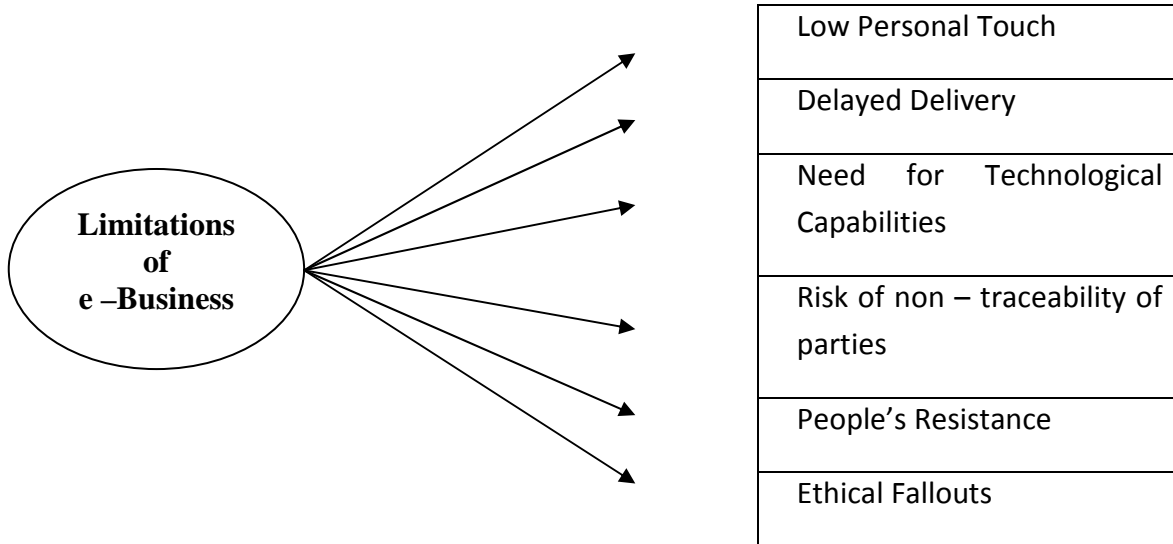 Limitations
of
e –Business
Low Personal Touch
Delayed Delivery
Need for Technological
Capabilities
Risk of non – traceability of
parties
People’s Resistance
Ethical Fallouts